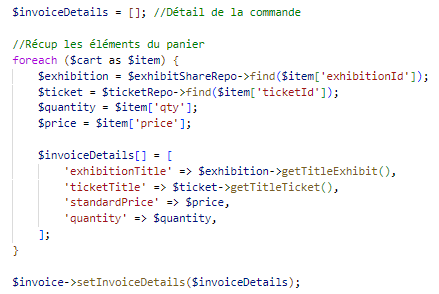 $invoiceDetails = []; //Détail de la commande
//Récup les éléments du panier
foreach ($cart as $item) {
$exhibition = $exhibitShareRepo->find($item['exhibitionId']);
$ticket = $ticketRepo->find($item['ticketId']);
$quantity = $item['qty'];
$price = $item['price'];
$invoiceDetails[] = [
'exhibitionTitle' => $exhibition->getTitleExhibit(),
'ticketTitle' => $ticket->getTitleTicket(),
'standardPrice' => $price,
'quantity' => $quantity,
];
}
$invoice->setInvoiceDetails($invoiceDetails);